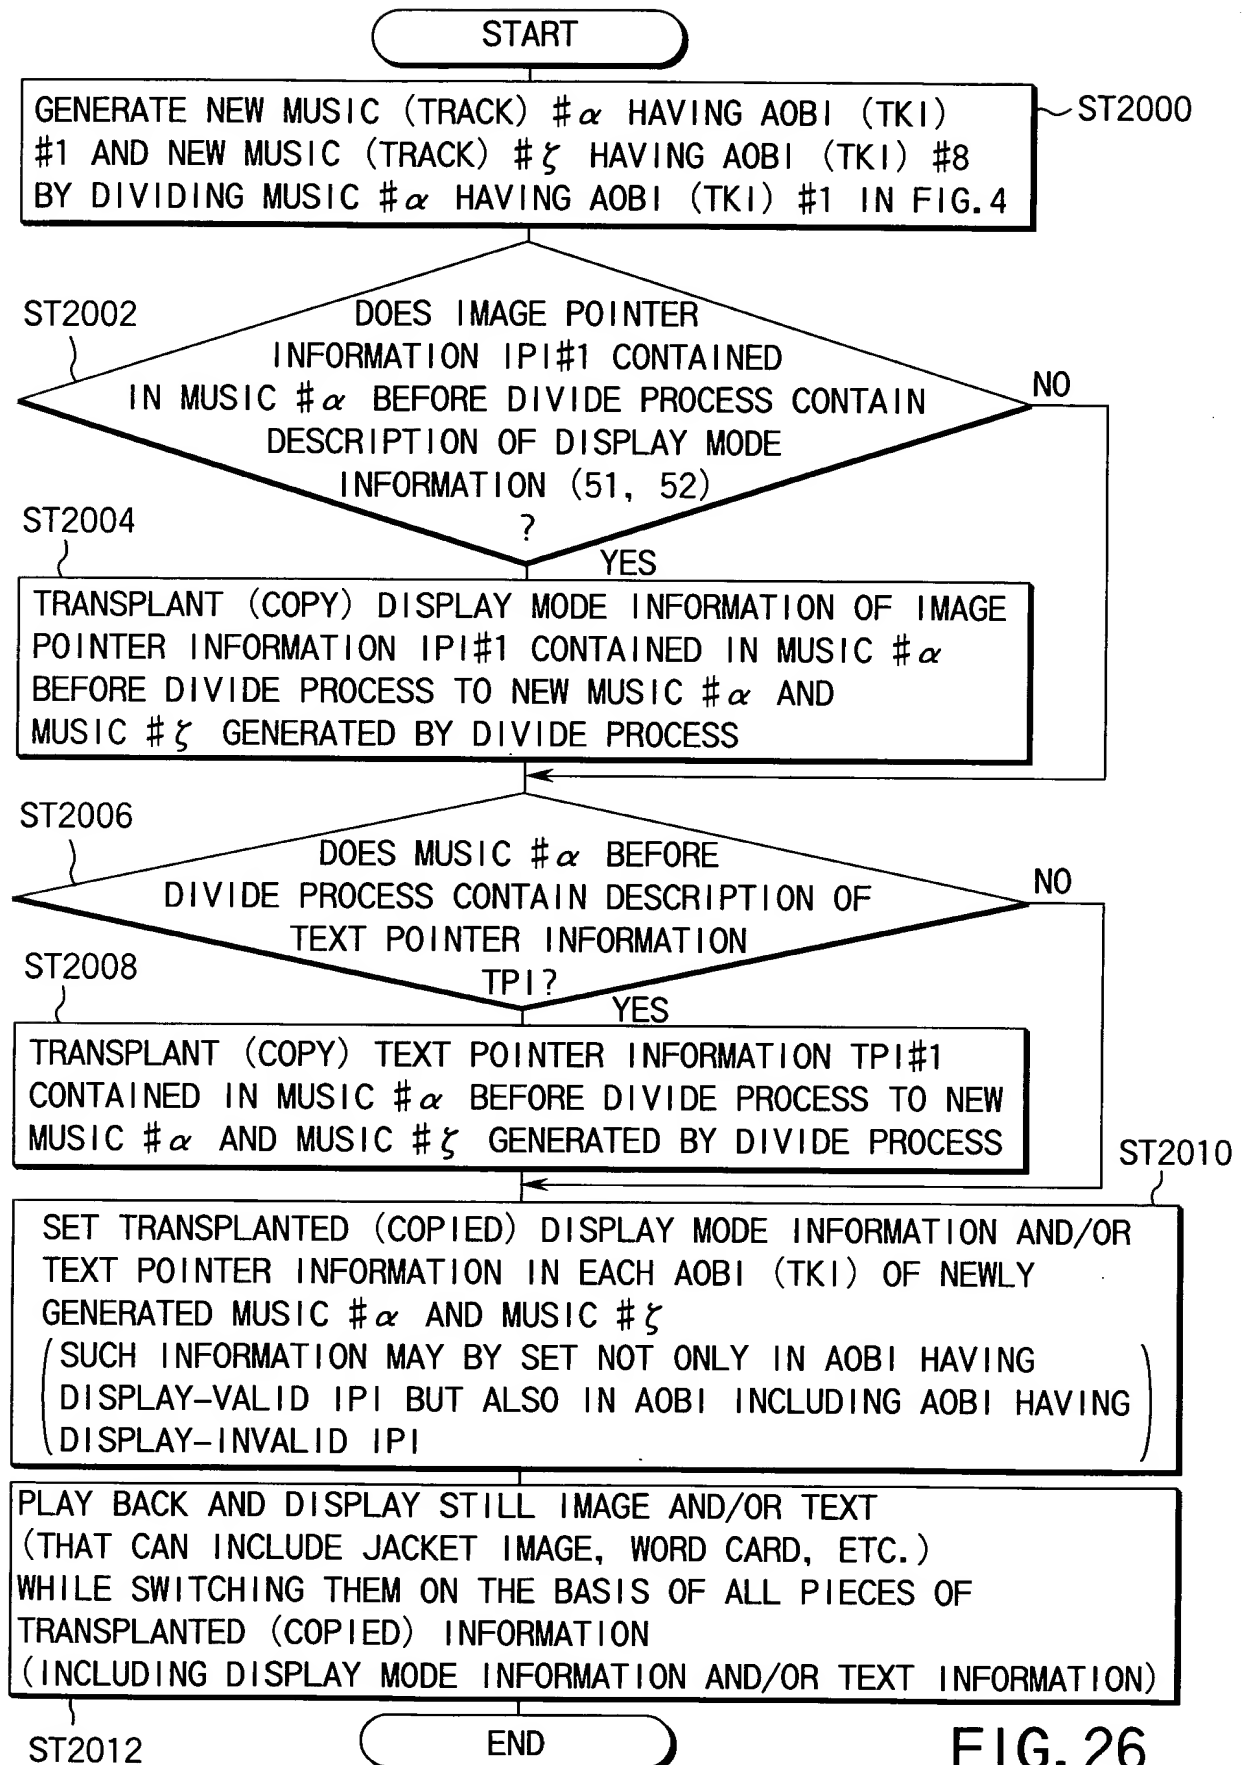 START
GENERATE NEW MUSIC (TRACK) #α HAVING AOBI (TKI)
#1 AND NEW MUSIC (TRACK) #ζ HAVING AOBI (TKI) #8
BY DIVIDING MUSIC #α HAVING AOBI (TKI) #1 IN FIG.4
ST2000
ST2002
DOES IMAGE POINTER
INFORMATION IPI#1 CONTAINED
IN MUSIC #α BEFORE DIVIDE PROCESS CONTAIN
DESCRIPTION OF DISPLAY MODE
INFORMATION (51, 52)
?
NO
YES
ST2004
TRANSPLANT (COPY) DISPLAY MODE INFORMATION OF IMAGE
POINTER INFORMATION IPI#1 CONTAINED IN MUSIC #α
BEFORE DIVIDE PROCESS TO NEW MUSIC #α AND
MUSIC #ζ GENERATED BY DIVIDE PROCESS
ST2006
DOES MUSIC #α BEFORE
DIVIDE PROCESS CONTAIN DESCRIPTION OF
TEXT POINTER INFORMATION
TPI?
NO
YES
ST2008
TRANSPLANT (COPY) TEXT POINTER INFORMATION TPI#1
CONTAINED IN MUSIC #α BEFORE DIVIDE PROCESS TO NEW
MUSIC #α AND MUSIC #ζ GENERATED BY DIVIDE PROCESS
ST2010
SET TRANSPLANTED (COPIED) DISPLAY MODE INFORMATION AND/OR
TEXT POINTER INFORMATION IN EACH AOBI (TKI) OF NEWLY
GENERATED MUSIC #α AND MUSIC #ζ
(SUCH INFORMATION MAY BY SET NOT ONLY IN AOBI HAVING
DISPLAY-VALID IPI BUT ALSO IN AOBI INCLUDING AOBI HAVING
DISPLAY-INVALID IPI)
PLAY BACK AND DISPLAY STILL IMAGE AND/OR TEXT
(THAT CAN INCLUDE JACKET IMAGE, WORD CARD, ETC.)
WHILE SWITCHING THEM ON THE BASIS OF ALL PIECES OF
TRANSPLANTED (COPIED) INFORMATION
(INCLUDING DISPLAY MODE INFORMATION AND/OR TEXT INFORMATION)
ST2012
END
FIG. 26